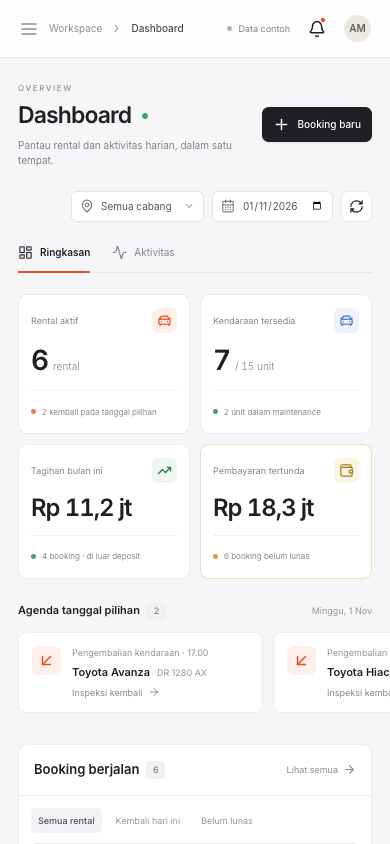 Workspace > Dashboard
Data contoh
AM
OVERVIEW
Dashboard
Pantau rental dan aktivitas harian, dalam satu
tempat.
Booking baru
Semua cabang
01/11/2026
Ringkasan
Aktivitas
Rental aktif
6 rental
2 kembali pada tanggal pilihan
Kendaraan tersedia
7 / 15 unit
2 unit dalam maintenance
Tagihan bulan ini
Rp 11,2 jt
4 booking · di luar deposit
Pembayaran tertunda
Rp 18,3 jt
6 booking belum lunas
Agenda tanggal pilihan 2
Minggu, 1 Nov
Pengembalian kendaraan · 17.00
Toyota Avanza DR 1280 AX
Inspeksi kembali →
Pengembalian
Toyota Hiac
Inspeksi kemba
Booking berjalan 6
Lihat semua →
Semua rental
Kembali hari ini
Belum lunas